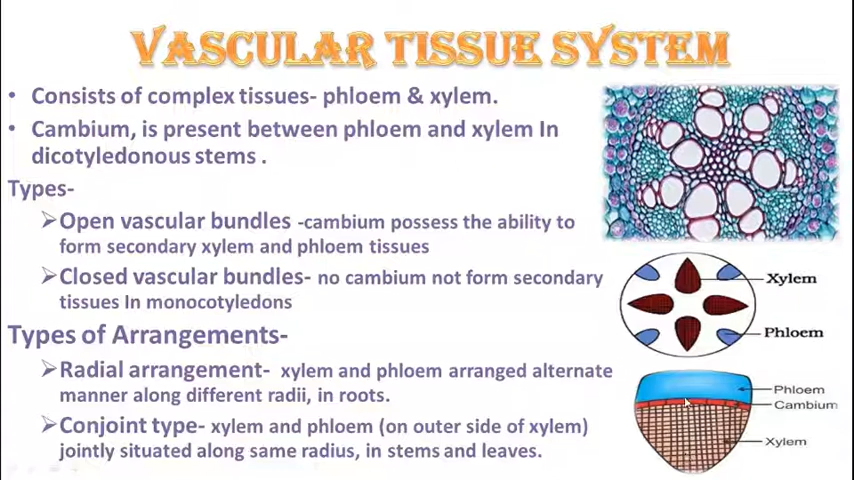 VASCULAR TISSUE SYSTEM
• Consists of complex tissues- phloem & xylem.
• Cambium, is present between phloem and xylem In
dicotyledonous stems .
Types-
➢Open vascular bundles -cambium possess the ability to
form secondary xylem and phloem tissues
➢Closed vascular bundles- no cambium not form secondary
tissues In monocotyledons
Types of Arrangements-
➢Radial arrangement- xylem and phloem arranged alternate
manner along different radii, in roots.
➢Conjoint type- xylem and phloem (on outer side of xylem)
jointly situated along same radius, in stems and leaves.
Xylem
Phloem
Phloem
Cambium
Xylem